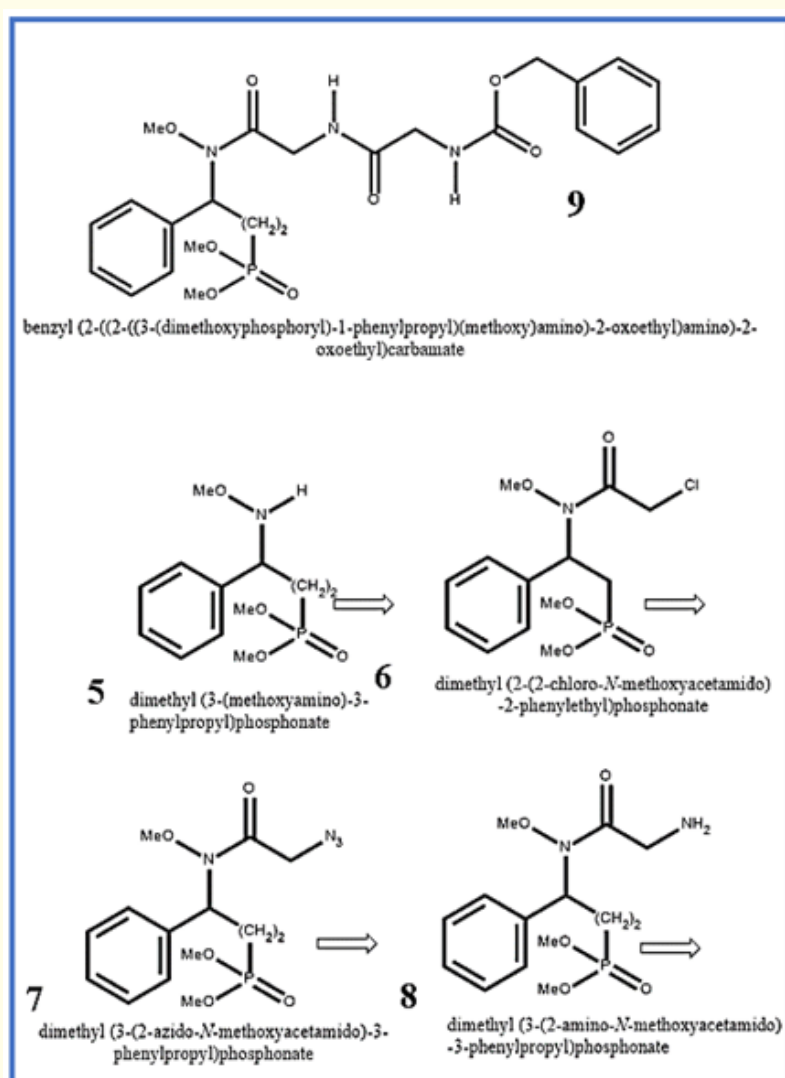 O
H
O
MeO
N
N
N
O
O
H
(CH₂)₂
MeO
P
MeO
O
9
benzyl (2-((2-((3-(dimethoxyphosphoryl)-1-phenylpropyl)(methoxy)amino)-2-oxoethyl)amino)-2-
oxoethyl)carbamate
MeO
H
N
(CH₂)₂
MeO
P
MeO
O
5
dimethyl (3-(methoxyamino)-3-
phenylpropyl)phosphonate
O
MeO
N
Cl
MeO
P
MeO
O
6
dimethyl (2-(2-chloro-N-methoxyacetamido)
-2-phenylethyl)phosphonate
O
MeO
N
N₃
(CH₂)₂
MeO
P
MeO
O
7
dimethyl (3-(2-azido-N-methoxyacetamido)-3-
phenylpropyl)phosphonate
O
MeO
N
NH₂
(CH₂)₂
MeO
P
MeO
O
8
dimethyl (3-(2-amino-N-methoxyacetamido)
-3-phenylpropyl)phosphonate